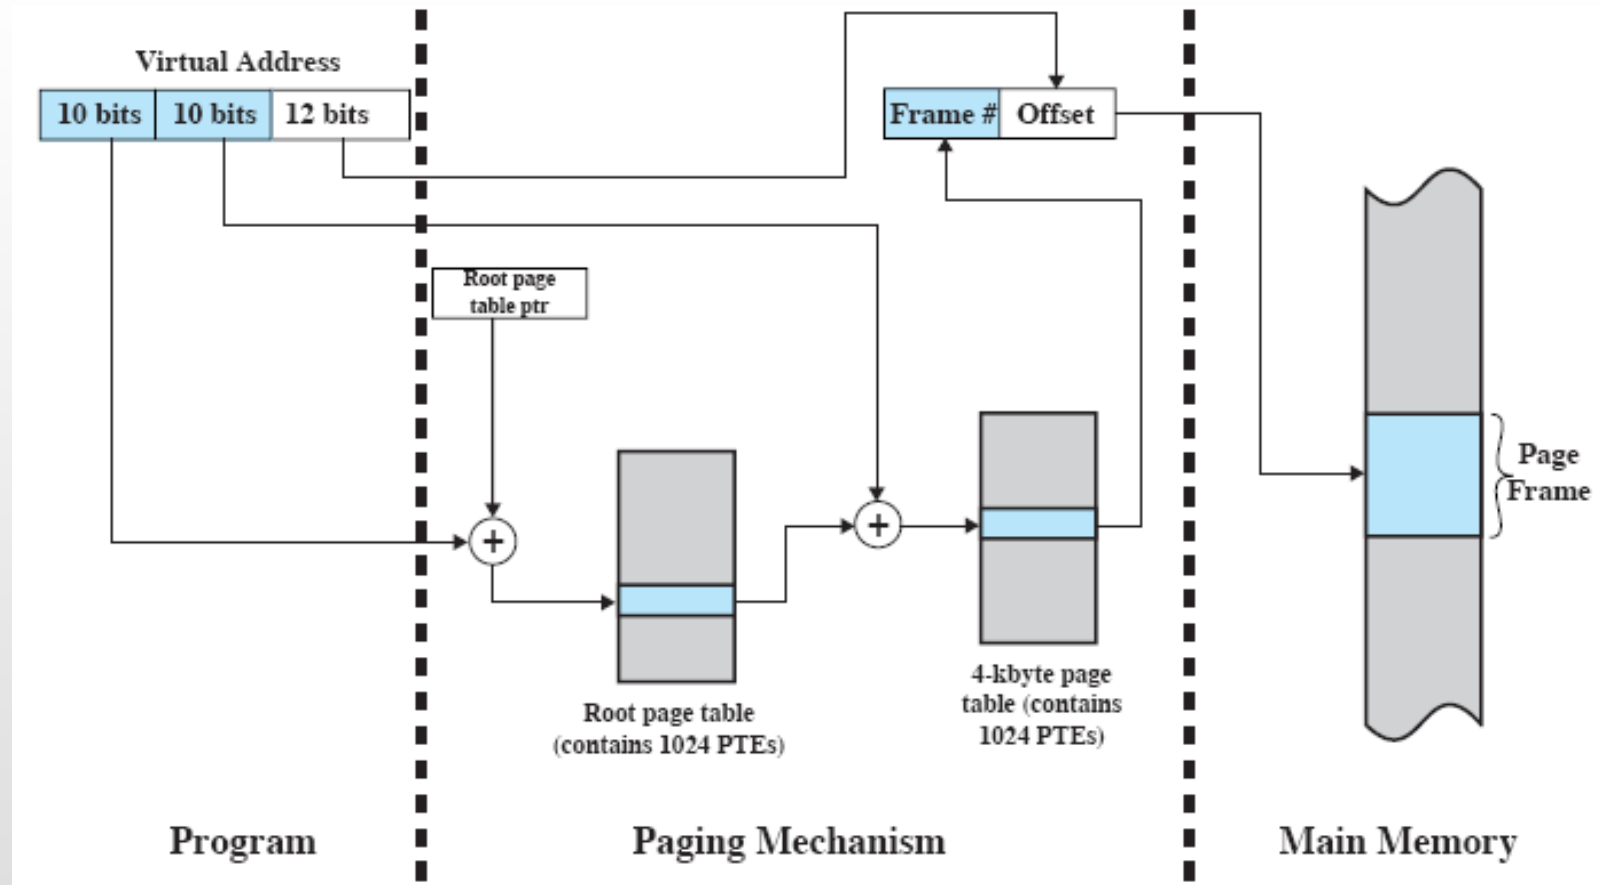 Virtual Address
10 bits 10 bits 12 bits
Frame # Offset
Root page
table ptr
Page
Frame
4-kbyte page
table (contains
1024 PTEs)
Root page table
(contains 1024 PTEs)
Program
Paging Mechanism
Main Memory